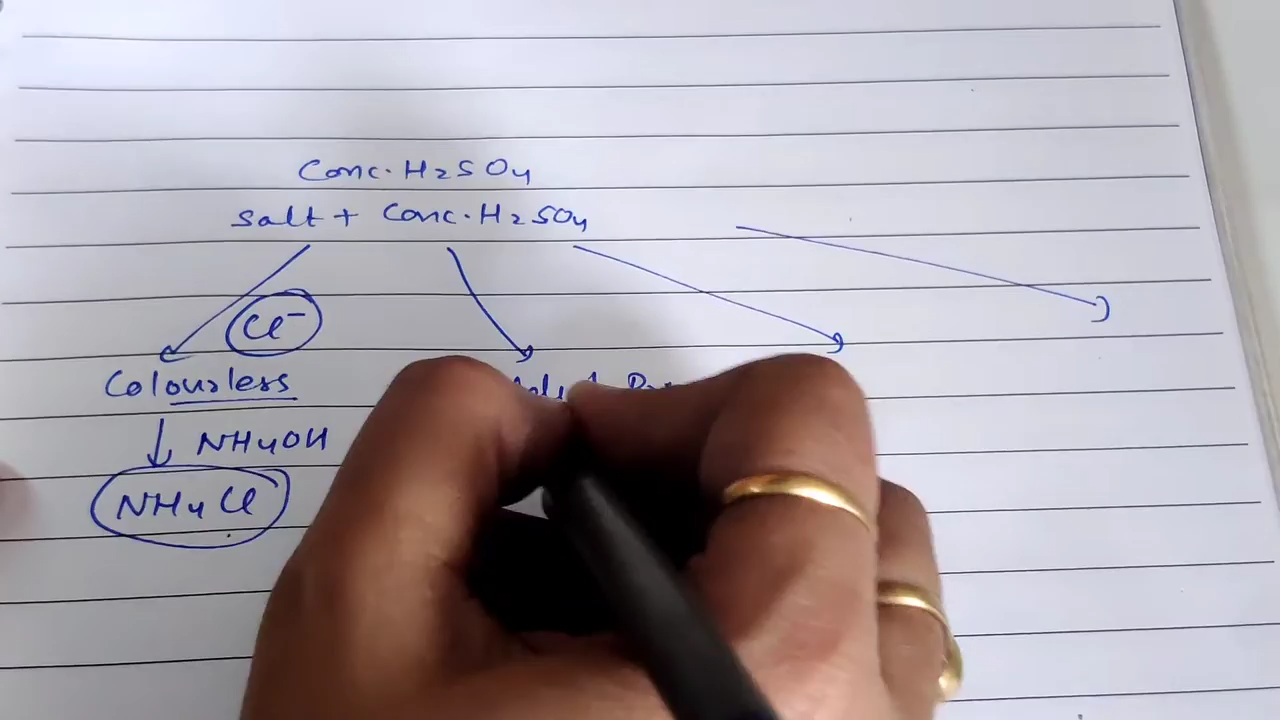 Conc. H2SO4
Salt + Conc. H2SO4
Cl-
Colourless
NH4OH
NH4Cl